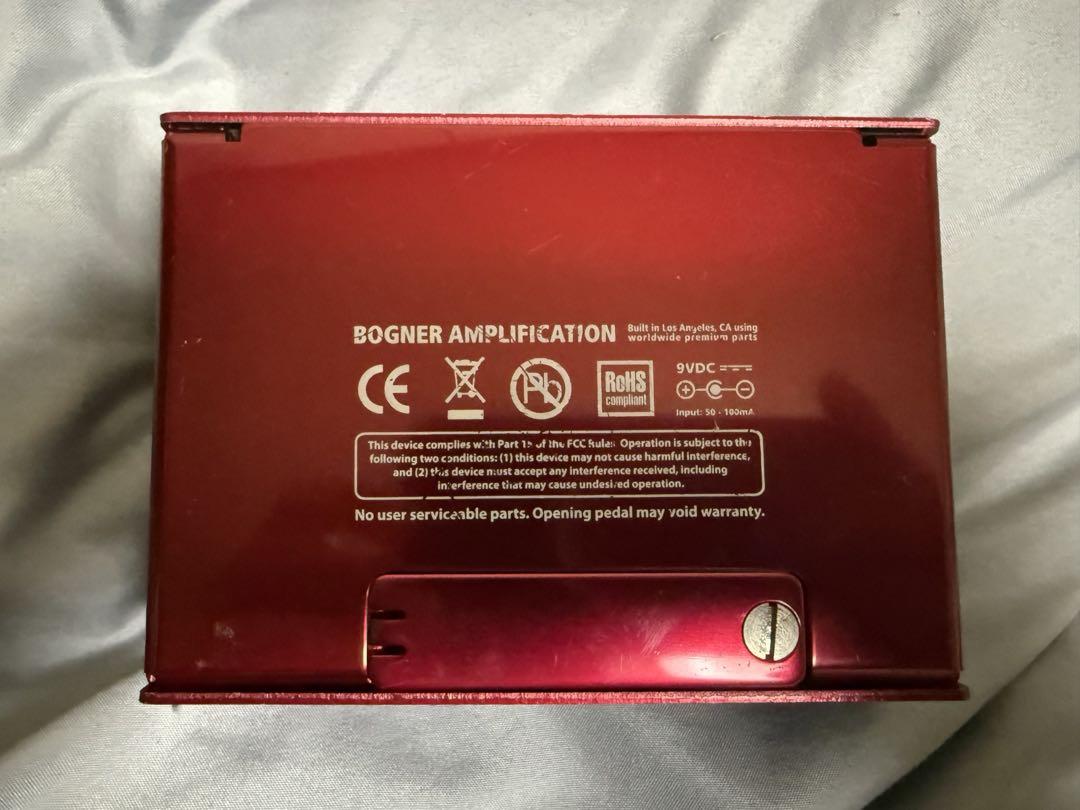 BOGNER AMPLIFICATION
Built in Los Angeles, CA using
worldwide premium parts
CE
Pb
RoHS
compliant
9VDC
+ -
Input: 50 - 100mA
This device complies with Part 15 of the FCC Rules. Operation is subject to the
following two conditions: (1) this device may not cause harmful interference,
and (2) this device must accept any interference received, including
interference that may cause undesired operation.
No user serviceable parts. Opening pedal may void warranty.